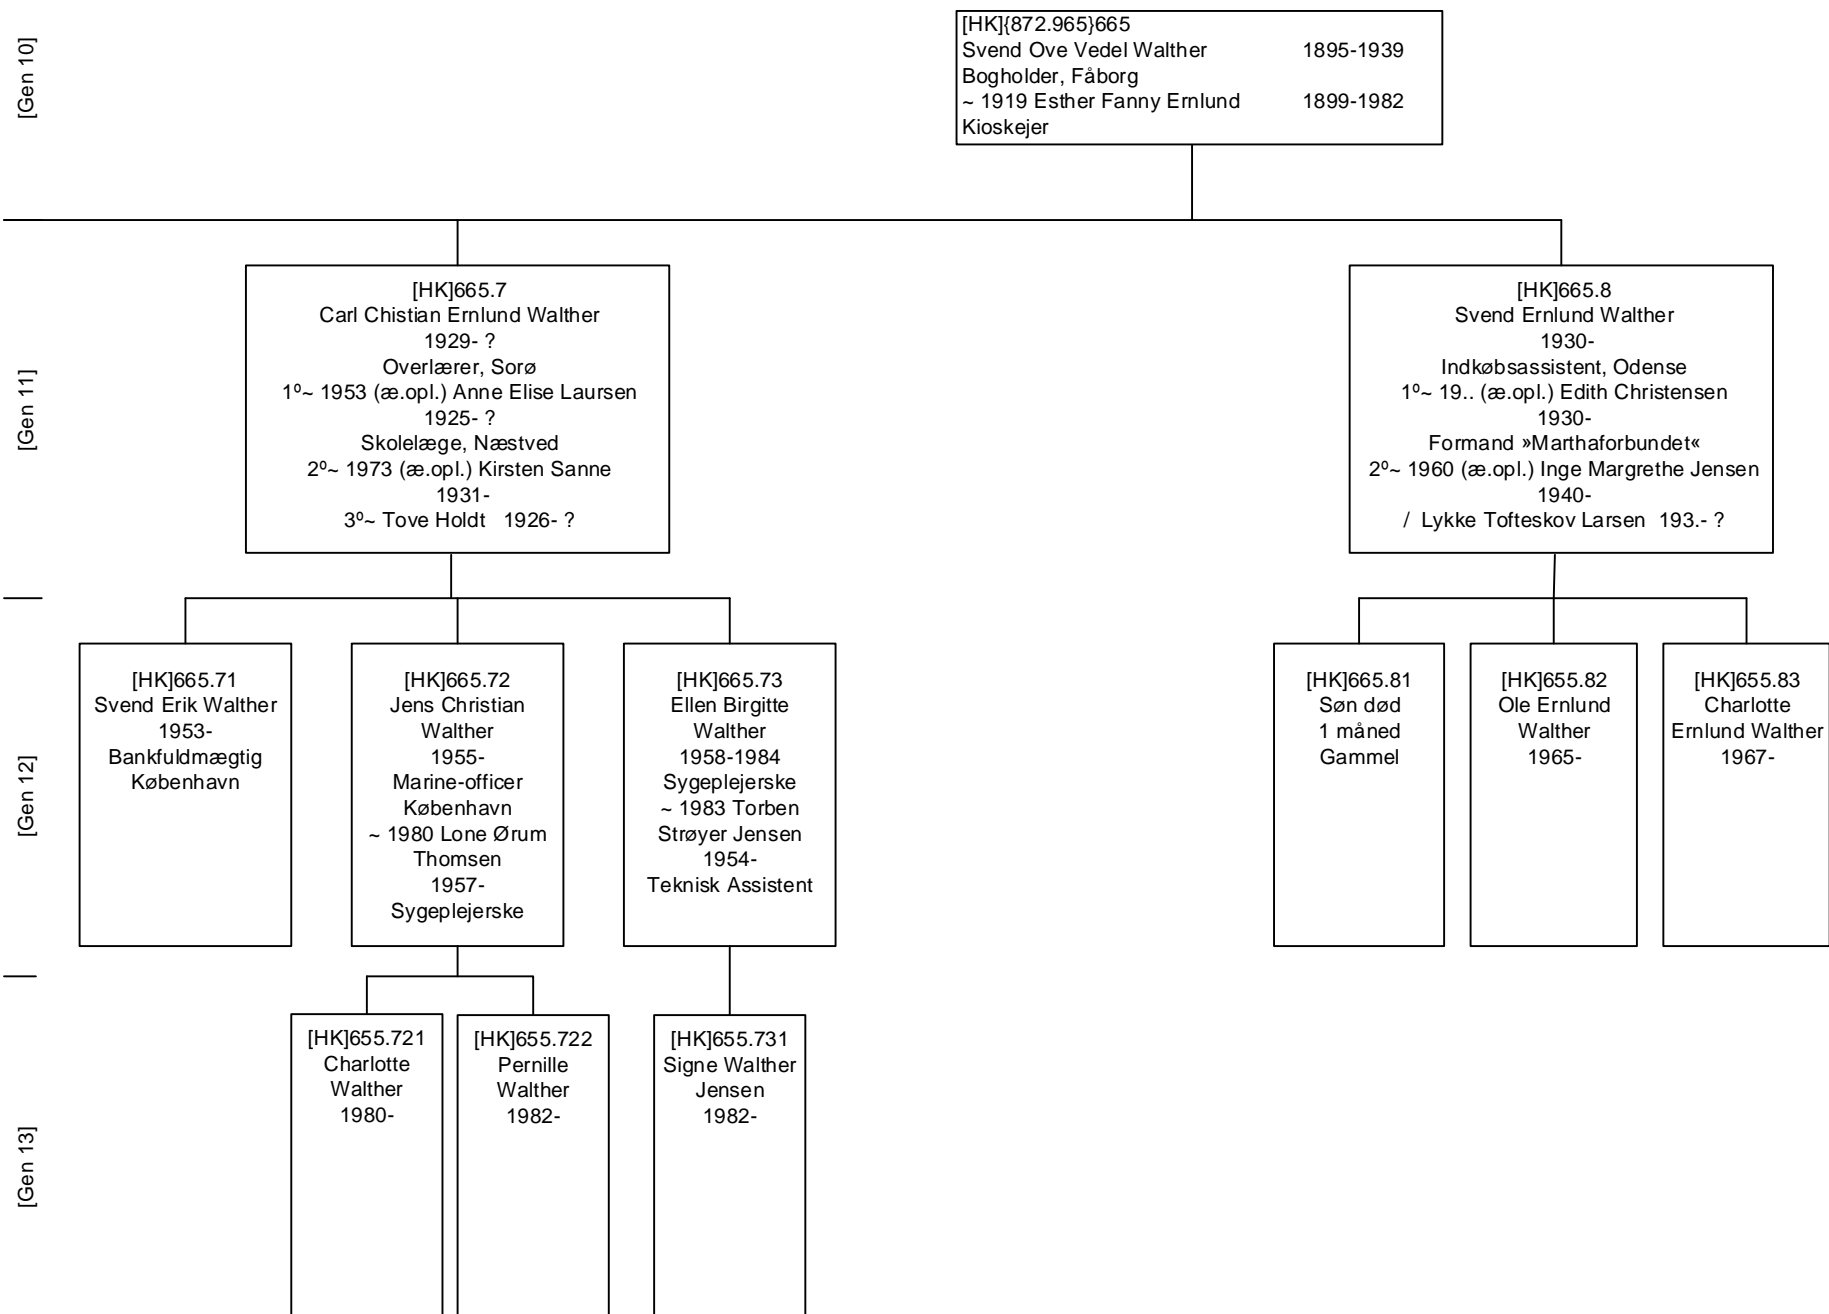 [Gen 10]
[HK]{872.965}665
Svend Ove Vedel Walther 1895-1939
Bogholder, Fåborg
~ 1919 Esther Fanny Ernlund 1899-1982
Kioskejer
[Gen 11]
[HK]665.7
Carl Chistian Ernlund Walther
1929- ?
Overlærer, Sorø
1º~ 1953 (æ.opl.) Anne Elise Laursen
1925- ?
Skolelæge, Næstved
2º~ 1973 (æ.opl.) Kirsten Sanne
1931-
3º~ Tove Holdt 1926- ?
[HK]665.8
Svend Ernlund Walther
1930-
Indkøbsassistent, Odense
1º~ 19.. (æ.opl.) Edith Christensen
1930-
Formand »Marthaforbundet«
2º~ 1960 (æ.opl.) Inge Margrethe Jensen
1940-
/ Lykke Tofteskov Larsen 193.- ?
[Gen 12]
[HK]665.71
Svend Erik Walther
1953-
Bankfuldmægtig
København
[HK]665.72
Jens Christian
Walther
1955-
Marine-officer
København
~ 1980 Lone Ørum
Thomsen
1957-
Sygeplejerske
[HK]665.73
Ellen Birgitte
Walther
1958-1984
Sygeplejerske
~ 1983 Torben
Strøyer Jensen
1954-
Teknisk Assistent
[HK]665.81
Søn død
1 måned
Gammel
[HK]655.82
Ole Ernlund
Walther
1965-
[HK]655.83
Charlotte
Ernlund Walther
1967-
[Gen 13]
[HK]655.721
Charlotte
Walther
1980-
[HK]655.722
Pernille
Walther
1982-
[HK]655.731
Signe Walther
Jensen
1982-